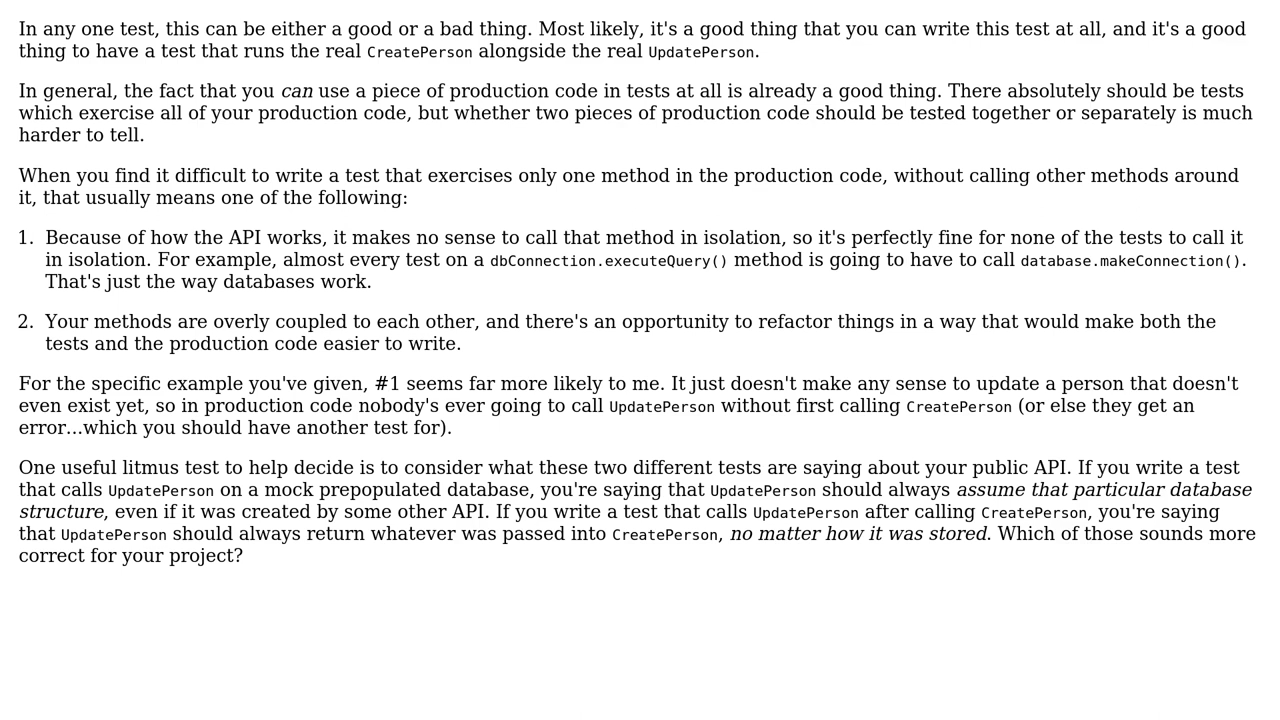 In any one test, this can be either a good or a bad thing. Most likely, it's a good thing that you can write this test at all, and it's a good
thing to have a test that runs the real CreatePerson alongside the real UpdatePerson.
In general, the fact that you can use a piece of production code in tests at all is already a good thing. There absolutely should be tests
which exercise all of your production code, but whether two pieces of production code should be tested together or separately is much
harder to tell.
When you find it difficult to write a test that exercises only one method in the production code, without calling other methods around
it, that usually means one of the following:
1. Because of how the API works, it makes no sense to call that method in isolation, so it's perfectly fine for none of the tests to call it
in isolation. For example, almost every test on a dbConnection.executeQuery() method is going to have to call database.makeConnection().
That's just the way databases work.
2. Your methods are overly coupled to each other, and there's an opportunity to refactor things in a way that would make both the
tests and the production code easier to write.
For the specific example you've given, #1 seems far more likely to me. It just doesn't make any sense to update a person that doesn't
even exist yet, so in production code nobody's ever going to call UpdatePerson without first calling CreatePerson (or else they get an
error...which you should have another test for).
One useful litmus test to help decide is to consider what these two different tests are saying about your public API. If you write a test
that calls UpdatePerson on a mock prepopulated database, you're saying that UpdatePerson should always assume that particular database
structure, even if it was created by some other API. If you write a test that calls UpdatePerson after calling CreatePerson, you're saying
that UpdatePerson should always return whatever was passed into CreatePerson, no matter how it was stored. Which of those sounds more
correct for your project?